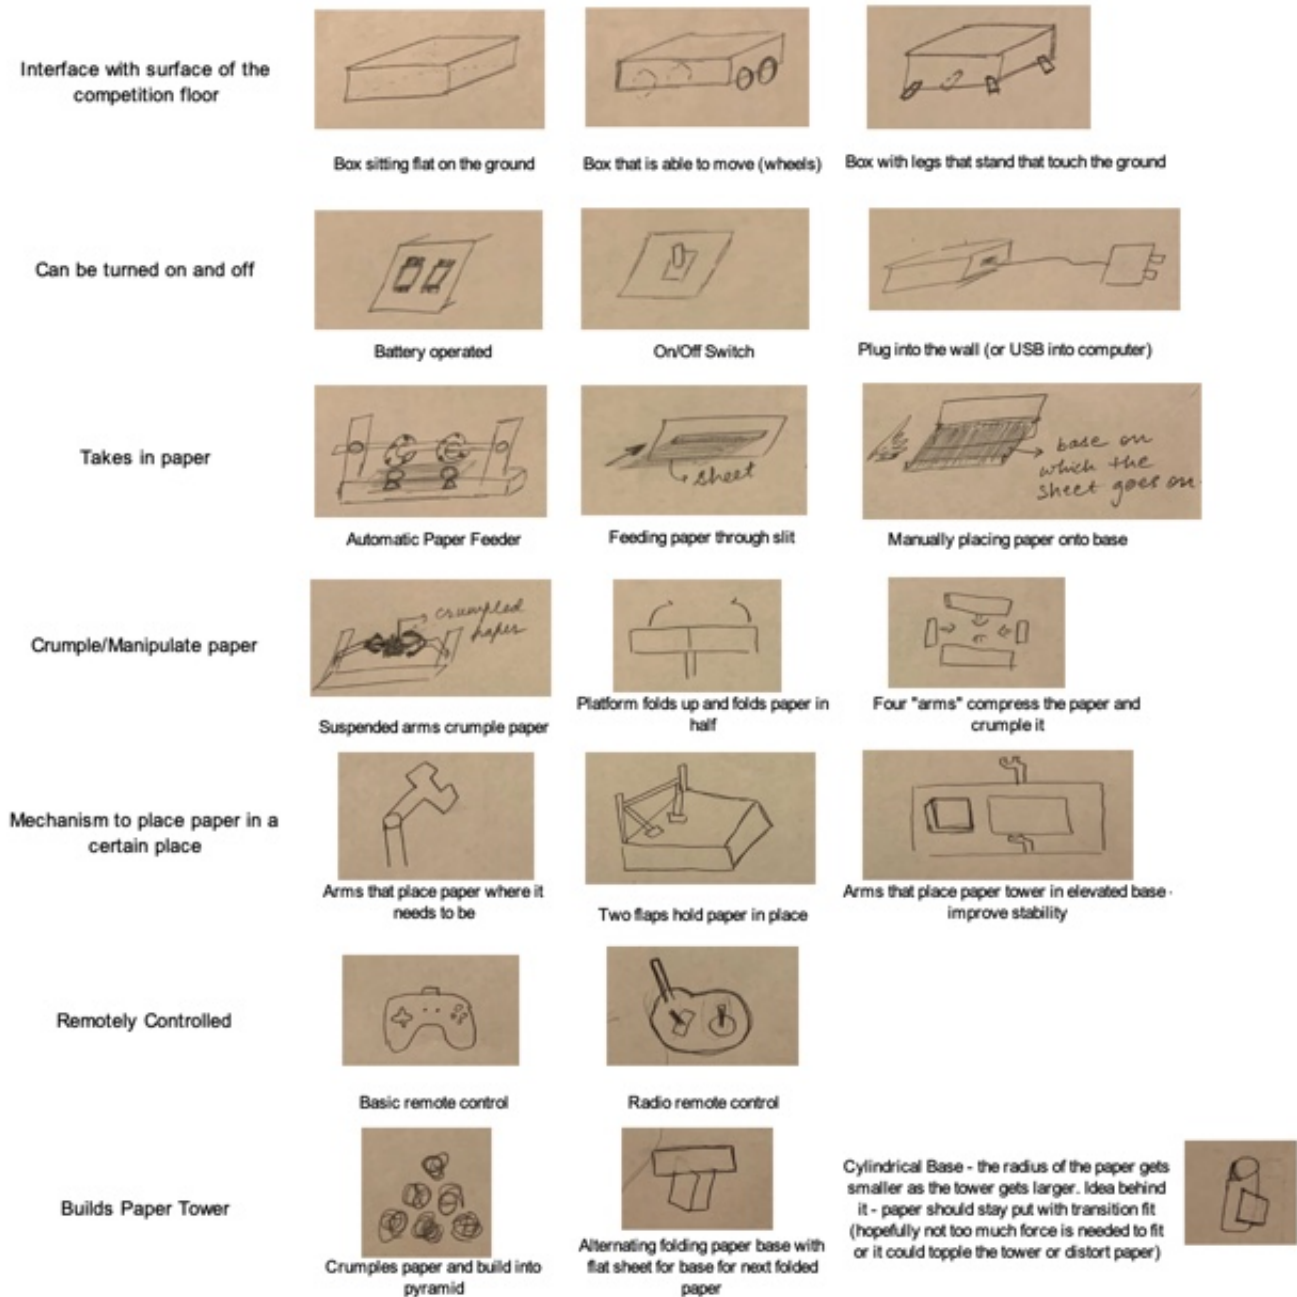 Interface with surface of the
competition floor
Box sitting flat on the ground
Box that is able to move (wheels)
Box with legs that stand that touch the ground
Can be turned on and off
Battery operated
On/Off Switch
Plug into the wall (or USB into computer)
Takes in paper
sheet
base on
which the
sheet goes on
Automatic Paper Feeder
Feeding paper through slit
Manually placing paper onto base
Crumple/Manipulate paper
crumpled
paper
Suspended arms crumple paper
Platform folds up and folds paper in
half
Four "arms" compress the paper and
crumple it
Mechanism to place paper in a
certain place
Arms that place paper where it
needs to be
Two flaps hold paper in place
Arms that place paper tower in elevated base -
improve stability
Remotely Controlled
Basic remote control
Radio remote control
Builds Paper Tower
Crumples paper and build into
pyramid
Alternating folding paper base with
flat sheet for base for next folded
paper
Cylindrical Base - the radius of the paper gets
smaller as the tower gets larger. Idea behind
it - paper should stay put with transition fit
(hopefully not too much force is needed to fit
or it could topple the tower or distort paper)